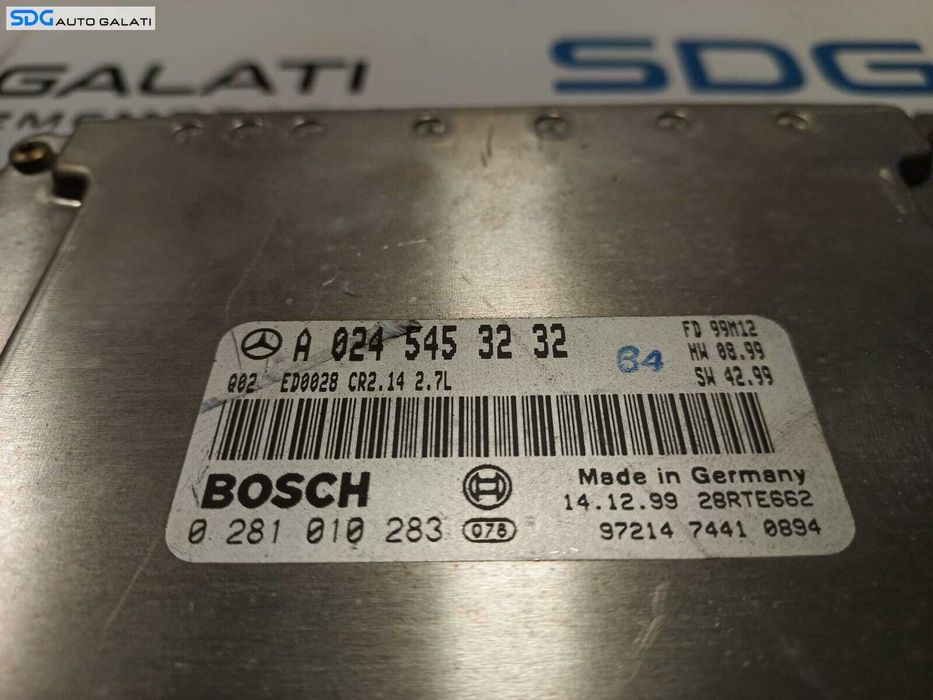 SDG AUTO GALATI
GALATI
SDG
A 024 545 32 32
FD 99M12
64
HW 08.99
Q02 ED0028 CR2.14 2.7L
SW 42.99
BOSCH
Made in Germany
14.12.99 28RTE662
0 281 010 283 078
97214 7441 0894